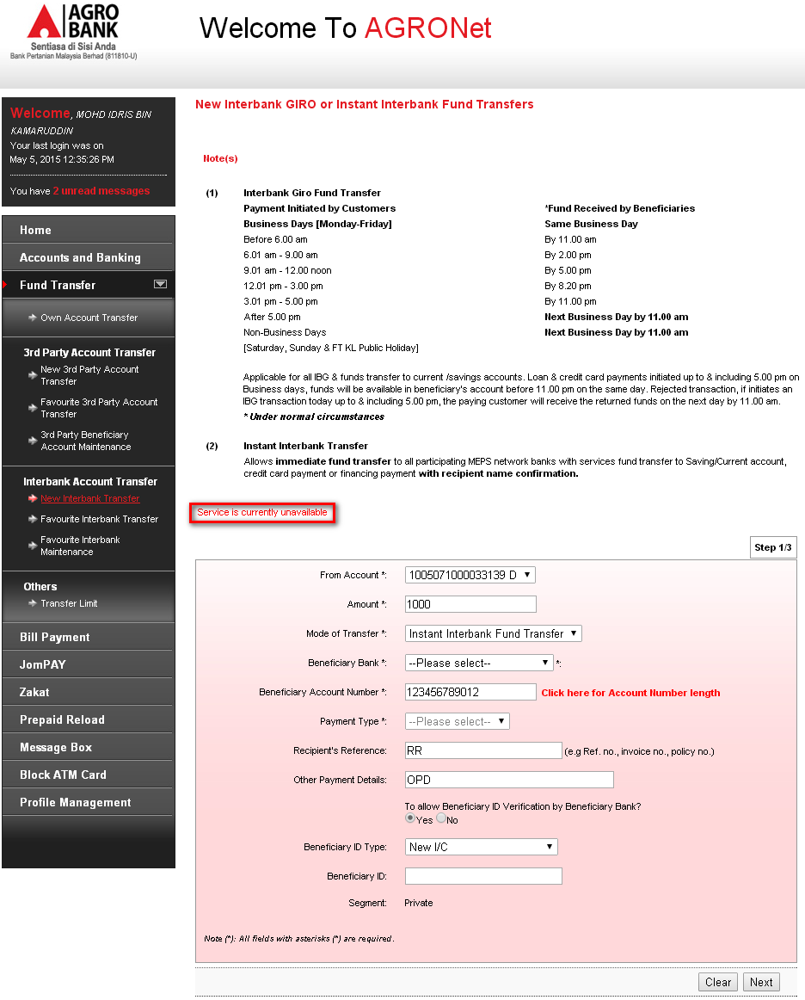 AGRO
BANK
Sentiasa di Sisi Anda
Bank Pertanian Malaysia Berhad (811810-U)
Welcome To AGRONet
Welcome, MOHD IDRIS BIN
KAMARUDDIN
Your last login was on
May 5, 2015 12:35:26 PM
You have 2 unread messages
Home
Accounts and Banking
Fund Transfer
Own Account Transfer
3rd Party Account Transfer
New 3rd Party Account
Transfer
Favourite 3rd Party Account
Transfer
3rd Party Beneficiary
Account Maintenance
Interbank Account Transfer
New Interbank Transfer
Favourite Interbank Transfer
Favourite Interbank
Maintenance
Others
Transfer Limit
Bill Payment
JomPAY
Zakat
Prepaid Reload
Message Box
Block ATM Card
Profile Management
New Interbank GIRO or Instant Interbank Fund Transfers
Note(s)
(1) Interbank Giro Fund Transfer
Payment Initiated by Customers *Fund Received by Beneficiaries
Business Days [Monday-Friday] Same Business Day
Before 6.00 am By 11.00 am
6.01 am - 9.00 am By 2.00 pm
9.01 am - 12.00 noon By 5.00 pm
12.01 pm - 3.00 pm By 8.20 pm
3.01 pm - 5.00 pm By 11.00 pm
After 5.00 pm Next Business Day by 11.00 am
Non-Business Days Next Business Day by 11.00 am
[Saturday, Sunday & FT KL Public Holiday]
Applicable for all IBG & funds transfer to current /savings accounts. Loan & credit card payments initiated up to & including 5.00 pm on
Business days, funds will be available in beneficiary's account before 11.00 pm on the same day. Rejected transaction, if initiates an
IBG transaction today up to & including 5.00 pm, the paying customer will receive the returned funds on the next day by 11.00 am.
* Under normal circumstances
(2) Instant Interbank Transfer
Allows immediate fund transfer to all participating MEPS network banks with services fund transfer to Saving/Current account,
credit card payment or financing payment with recipient name confirmation.
Service is currently unavailable
Step 1/3
From Account *: 1005071000033139 D
Amount *: 1000
Mode of Transfer *: Instant Interbank Fund Transfer
Beneficiary Bank *: --Please select-- *:
Beneficiary Account Number *: 123456789012 Click here for Account Number length
Payment Type *: --Please select--
Recipient's Reference: RR (e.g Ref. no., invoice no., policy no.)
Other Payment Details: OPD
To allow Beneficiary ID Verification by Beneficiary Bank?
Yes No
Beneficiary ID Type: New I/C
Beneficiary ID:
Segment: Private
Note (*): All fields with asterisks (*) are required.
Clear Next